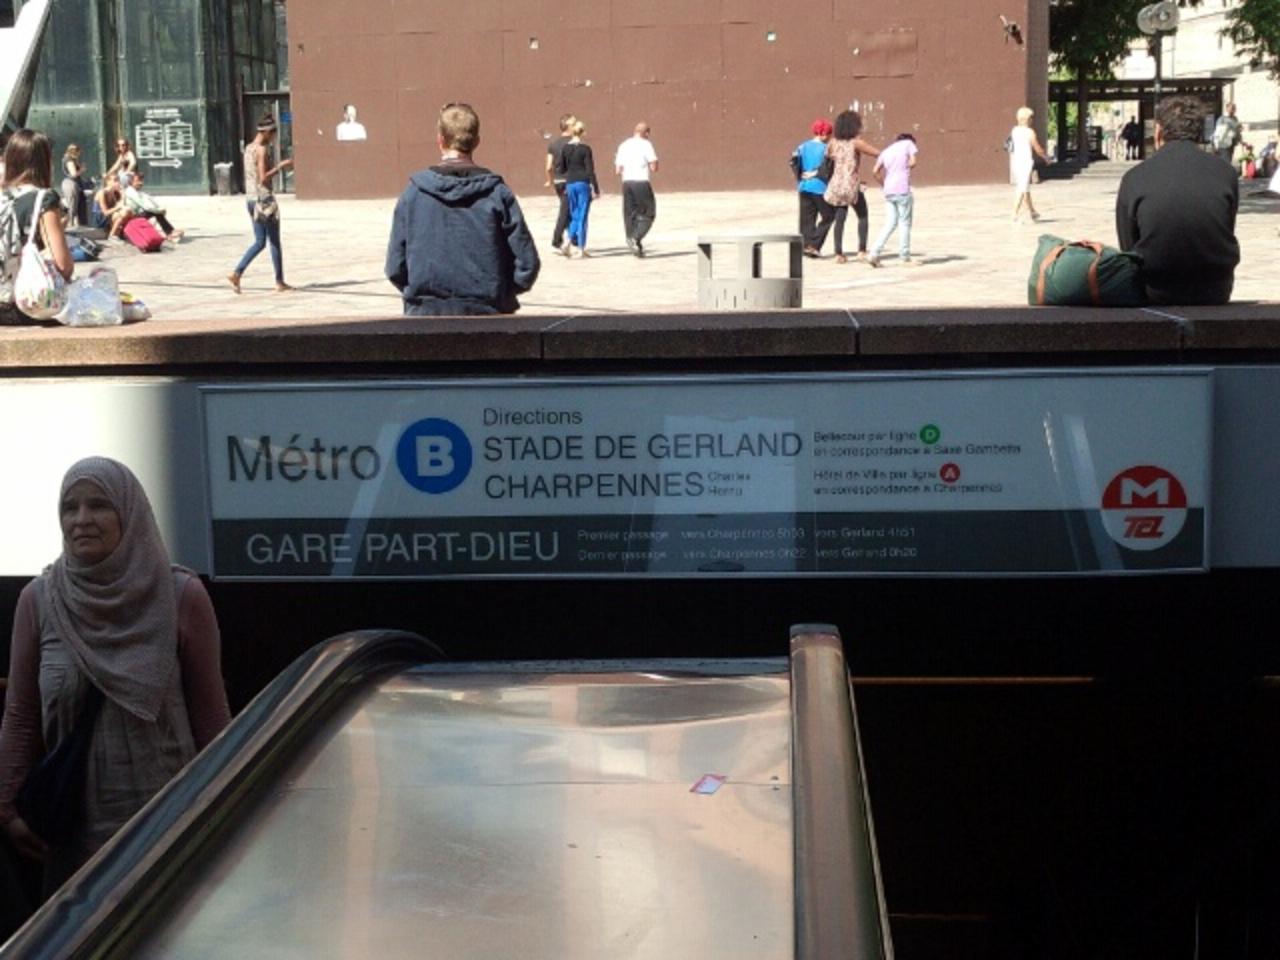 Métro B
Directions
STADE DE GERLAND
CHARPENNES Charles Hernu
Bellecour par ligne D
en correspondance à Saxe Gambetta
Hôtel de Ville par ligne A
en correspondance à Charpennes
GARE PART-DIEU
Premier passage : vers Charpennes 5h03 vers Gerland 4h51
Dernier passage : vers Charpennes 0h22 vers Gerland 0h20
M
TCL